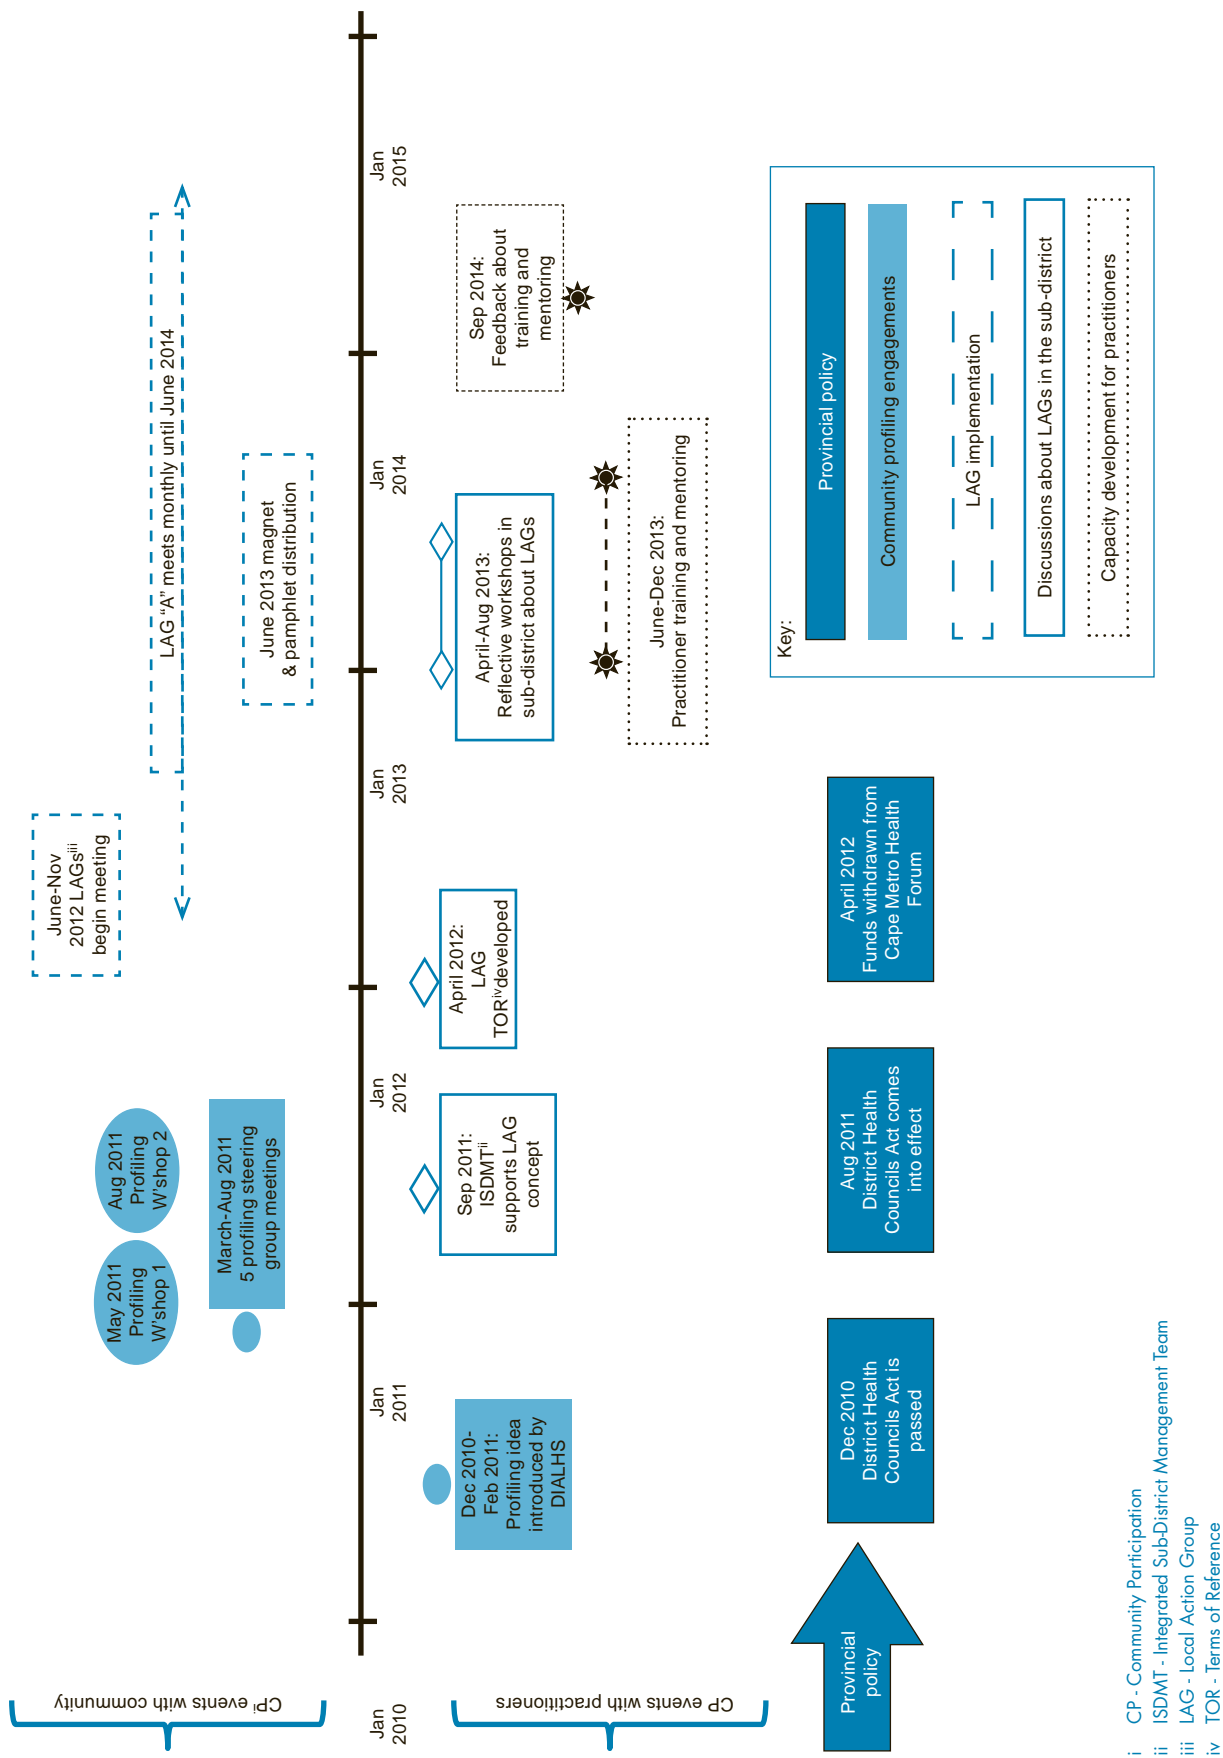 CPⁱ events with community
June-Nov
2012 LAGsⁱⁱⁱ
begin meeting
LAG “A” meets monthly until June 2014
May 2011
Profiling
W'shop 1
Aug 2011
Profiling
W'shop 2
March-Aug 2011
5 profiling steering
group meetings
June 2013 magnet
& pamphlet distribution
Jan
2010
Jan
2011
Jan
2012
Jan
2013
Jan
2014
Jan
2015
CP events with practitioners
Dec 2010-
Feb 2011:
Profiling idea
introduced by
DIALHS
Sep 2011:
ISDMTⁱⁱ
supports LAG
concept
April 2012:
LAG
TORⁱᵛdeveloped
April-Aug 2013:
Reflective workshops in
sub-district about LAGs
Sep 2014:
Feedback about
training and
mentoring
June-Dec 2013:
Practitioner training and mentoring
Provincial
policy
Dec 2010
District Health
Councils Act is
passed
Aug 2011
District Health
Councils Act comes
into effect
April 2012
Funds withdrawn from
Cape Metro Health
Forum
Key:
Provincial policy
Community profiling engagements
LAG implementation
Discussions about LAGs in the sub-district
Capacity development for practitioners
i CP - Community Participation
ii ISDMT - Integrated Sub-District Management Team
iii LAG - Local Action Group
iv TOR - Terms of Reference